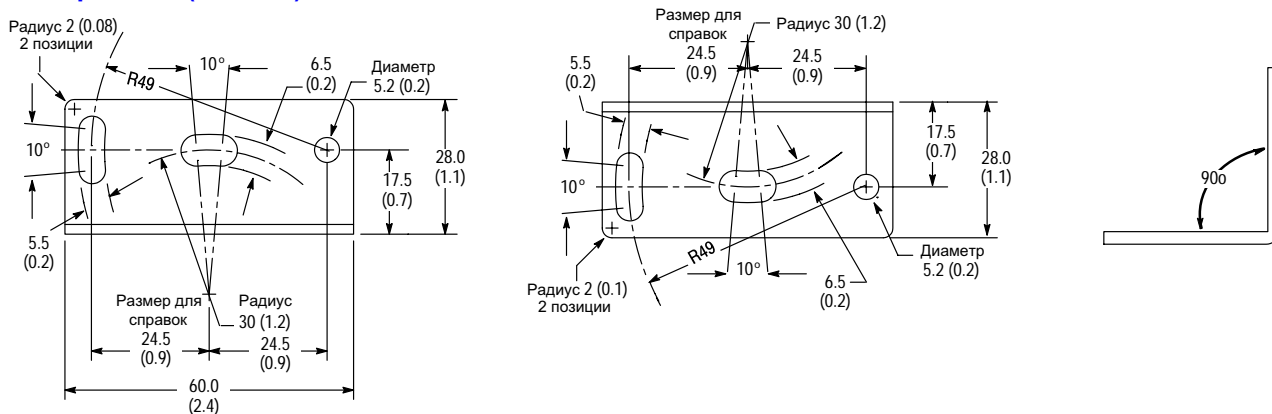 Радиус 2 (0.08)
2 позиции
R49
10°
6.5
(0.2)
Диаметр
5.2 (0.2)
10°
17.5
(0.7)
28.0
(1.1)
5.5
(0.2)
Размер для
справок
24.5
(0.9)
Радиус
30 (1.2)
24.5
(0.9)
60.0
(2.4)
Размер для
справок
24.5
(0.9)
Радиус 30 (1.2)
24.5
(0.9)
5.5
(0.2)
10°
17.5
(0.7)
28.0
(1.1)
R49
10°
6.5
(0.2)
Диаметр
5.2 (0.2)
Радиус 2 (0.1)
2 позиции
90o